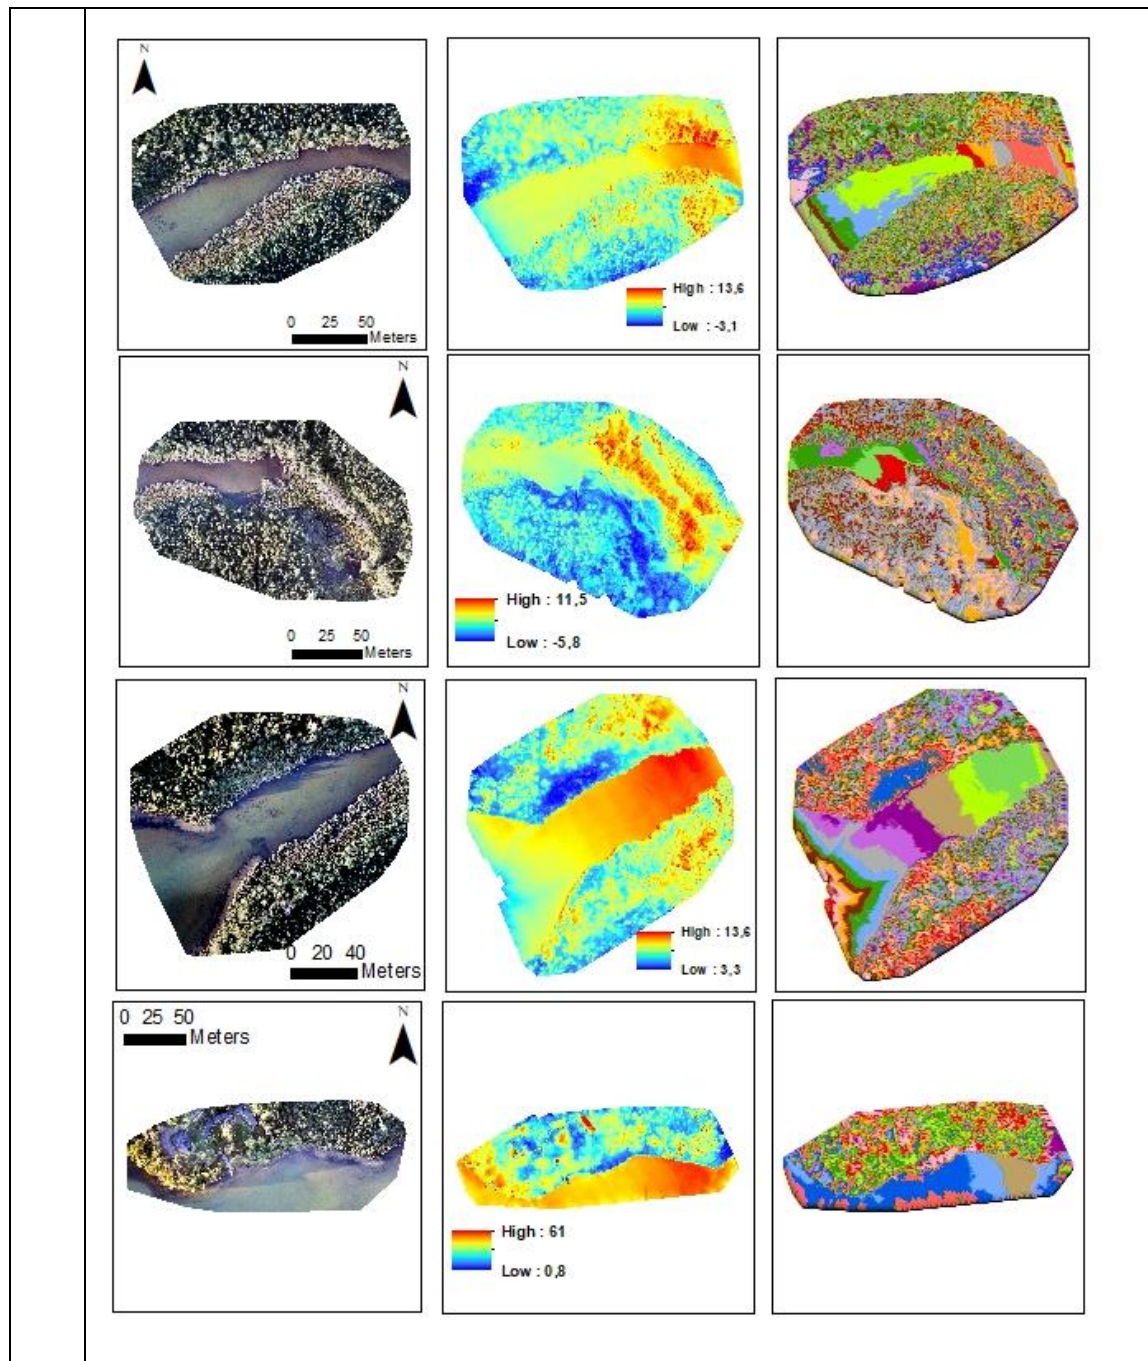 N
0 25 50
Meters
High : 13,6
Low : -3,1
N
0 25 50
Meters
High : 11,5
Low : -5,8
N
0 20 40
Meters
High : 13,6
Low : 3,3
0 25 50
Meters
N
High : 61
Low : 0,8